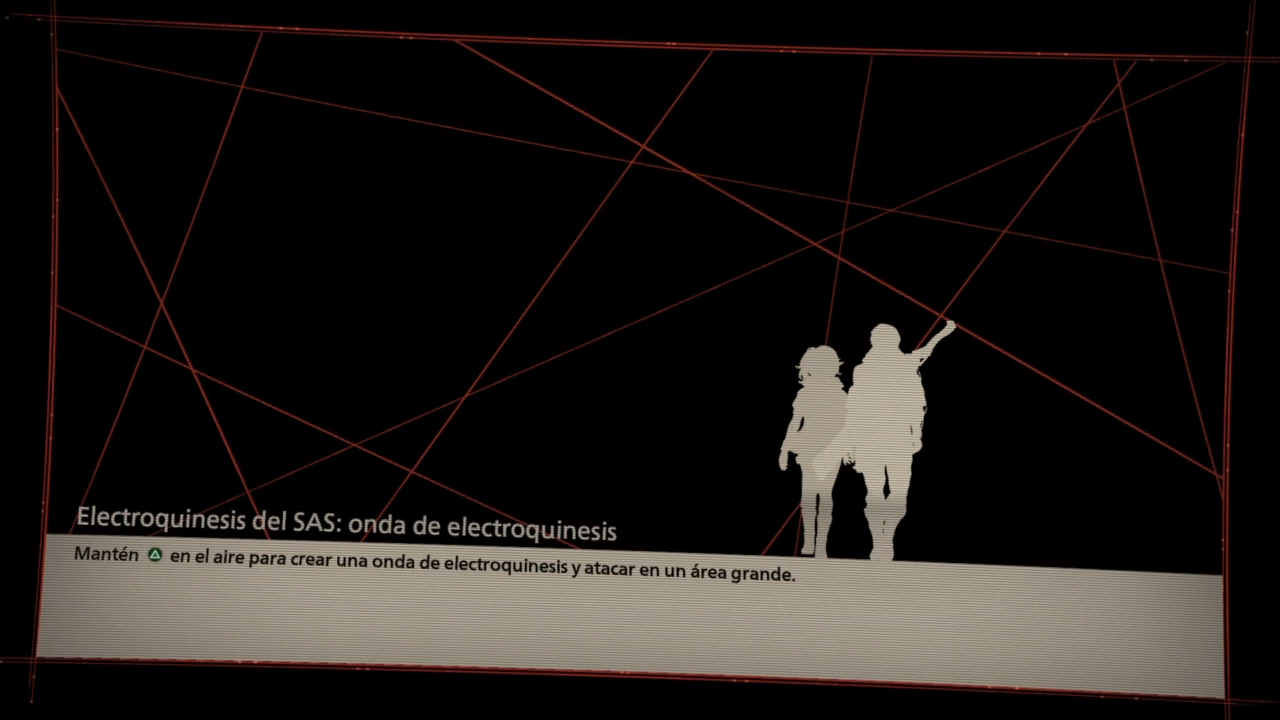 Electroquinesis del SAS: onda de electroquinesis
Mantén △ en el aire para crear una onda de electroquinesis y atacar en un área grande.